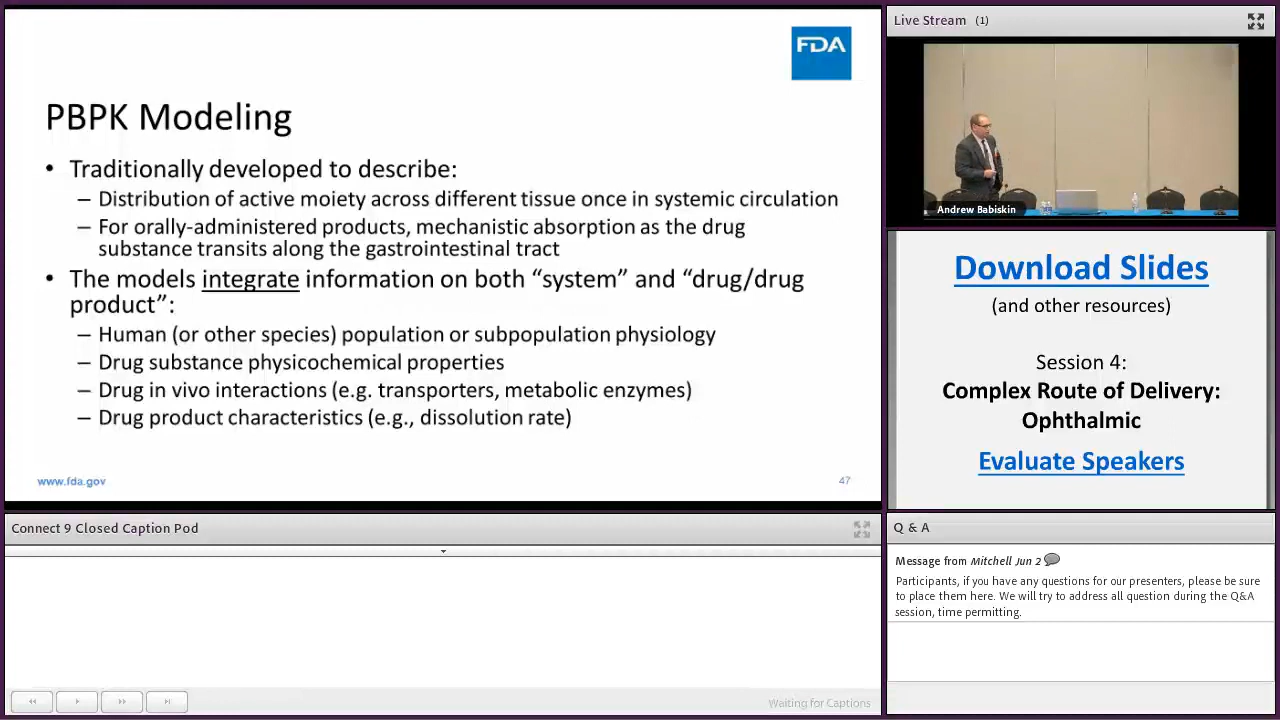 FDA
PBPK Modeling
• Traditionally developed to describe:
– Distribution of active moiety across different tissue once in systemic circulation
– For orally-administered products, mechanistic absorption as the drug
substance transits along the gastrointestinal tract
• The models integrate information on both “system” and “drug/drug
product”:
– Human (or other species) population or subpopulation physiology
– Drug substance physicochemical properties
– Drug in vivo interactions (e.g. transporters, metabolic enzymes)
– Drug product characteristics (e.g., dissolution rate)
www.fda.gov
47
Live Stream (1)
Andrew Babiskin
Download Slides
(and other resources)
Session 4:
Complex Route of Delivery:
Ophthalmic
Evaluate Speakers
Connect 9 Closed Caption Pod
Waiting for Captions
Q & A
Message from Mitchell Jun 2
Participants, if you have any questions for our presenters, please be sure
to place them here. We will try to address all question during the Q&A
session, time permitting.